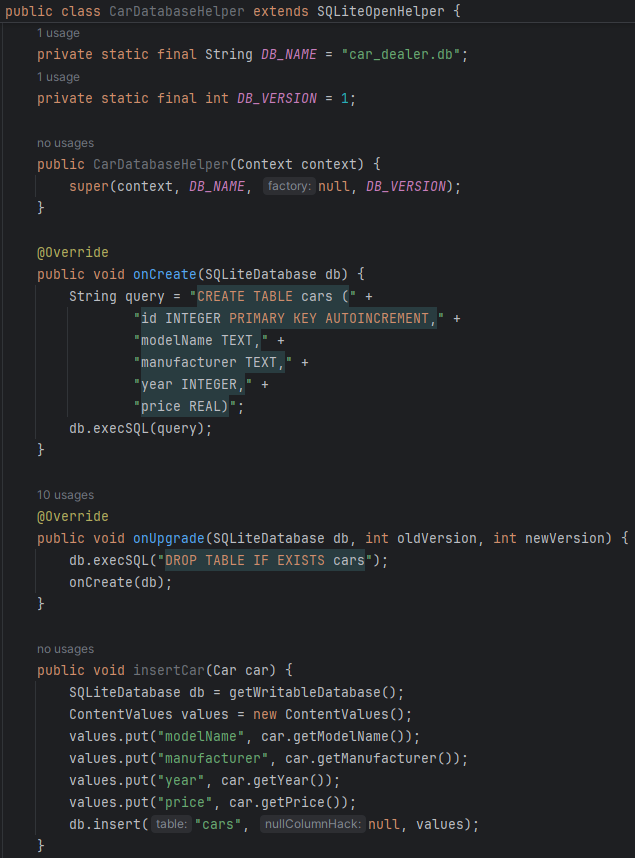 public class CarDatabaseHelper extends SQLiteOpenHelper {
1 usage
private static final String DB_NAME = "car_dealer.db";
1 usage
private static final int DB_VERSION = 1;
no usages
public CarDatabaseHelper(Context context) {
super(context, DB_NAME, factory: null, DB_VERSION);
}
@Override
public void onCreate(SQLiteDatabase db) {
String query = "CREATE TABLE cars (" +
"id INTEGER PRIMARY KEY AUTOINCREMENT," +
"modelName TEXT," +
"manufacturer TEXT," +
"year INTEGER," +
"price REAL)";
db.execSQL(query);
}
10 usages
@Override
public void onUpgrade(SQLiteDatabase db, int oldVersion, int newVersion) {
db.execSQL("DROP TABLE IF EXISTS cars");
onCreate(db);
}
no usages
public void insertCar(Car car) {
SQLiteDatabase db = getWritableDatabase();
ContentValues values = new ContentValues();
values.put("modelName", car.getModelName());
values.put("manufacturer", car.getManufacturer());
values.put("year", car.getYear());
values.put("price", car.getPrice());
db.insert( table: "cars", nullColumnHack: null, values);
}